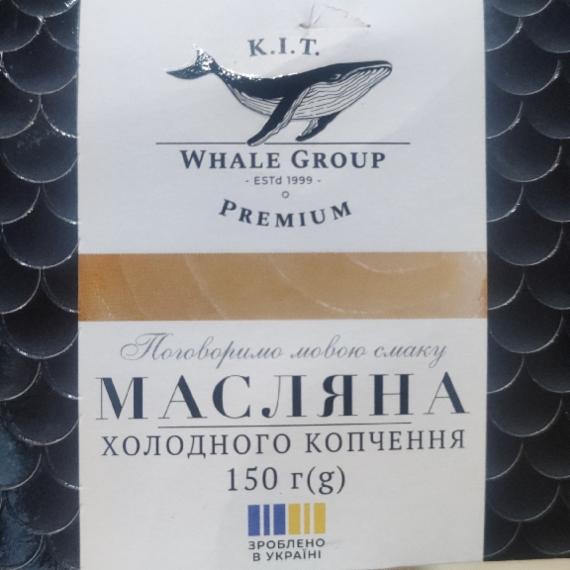 K.I.T.
WHALE GROUP
- ESTd 1999 -
PREMIUM
Поговоримо мовою смаку
МАСЛЯНА
ХОЛОДНОГО КОПЧЕННЯ
150 г(g)
ЗРОБЛЕНО
В УКРАЇНІ